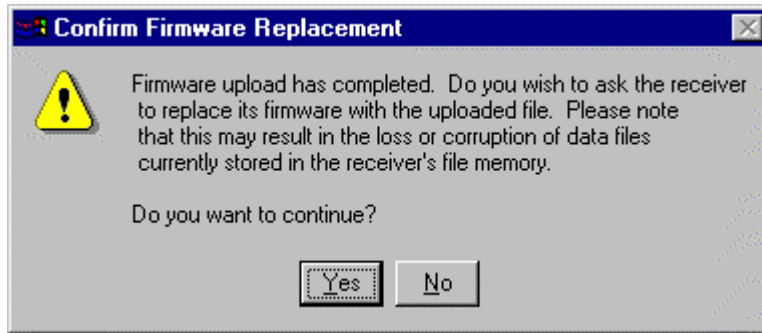 Confirm Firmware Replacement
Firmware upload has completed.  Do you wish to ask the receiver
to replace its firmware with the uploaded file.  Please note
that this may result in the loss or corruption of data files
currently stored in the receiver's file memory.
Do you want to continue?
Yes No